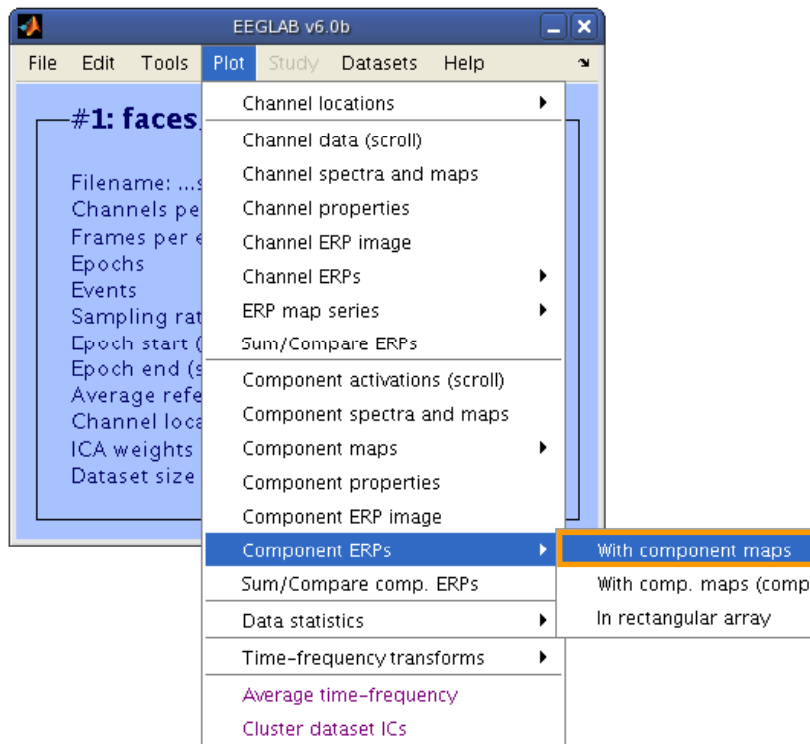 EEGLAB v6.0b
File Edit Tools Plot Study Datasets Help
#1: faces
Filename: ...s
Channels pe
Frames per e
Epochs
Events
Sampling rat
Epoch start (
Epoch end (s
Average refe
Channel loca
ICA weights
Dataset size
Channel locations
Channel data (scroll)
Channel spectra and maps
Channel properties
Channel ERP image
Channel ERPs
ERP map series
Sum/Compare ERPs
Component activations (scroll)
Component spectra and maps
Component maps
Component properties
Component ERP image
Component ERPs
Sum/Compare comp. ERPs
Data statistics
Time-frequency transforms
Average time-frequency
Cluster dataset ICs
With component maps
With comp. maps (comp
In rectangular array